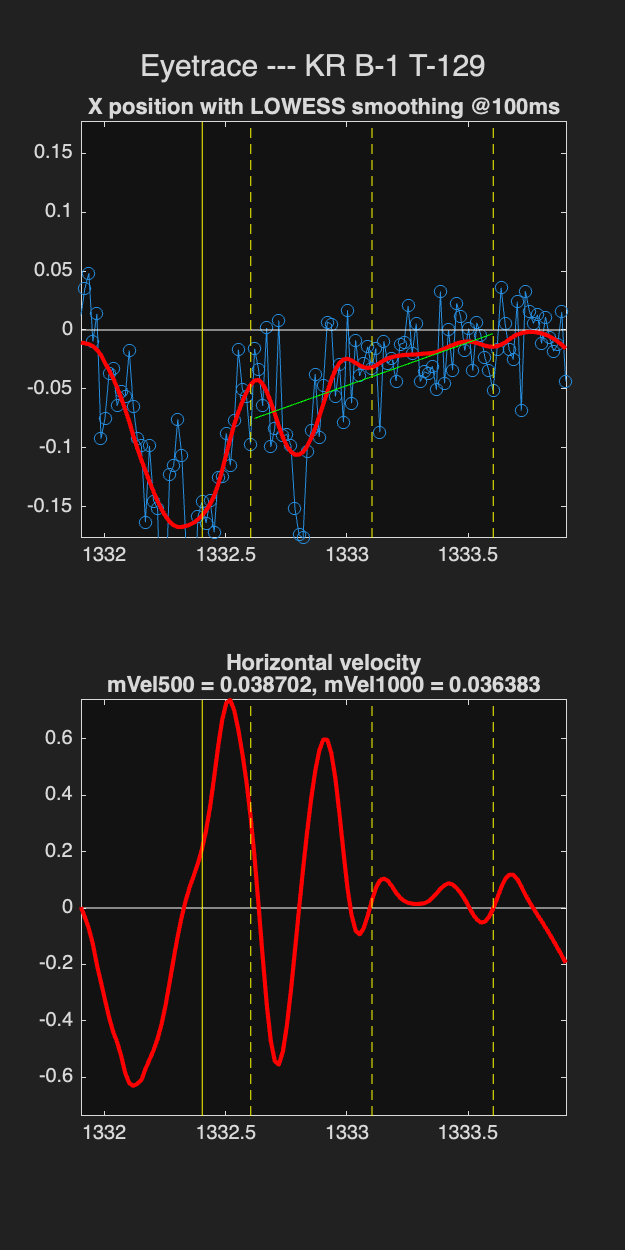 Eyetrace --- KR B-1 T-129
X position with LOWESS smoothing @100ms
0.15
0.1
0.05
0
-0.05
-0.1
-0.15
1332 1332.5 1333 1333.5
Horizontal velocity
mVel500 = 0.038702, mVel1000 = 0.036383
0.6
0.4
0.2
0
-0.2
-0.4
-0.6
1332 1332.5 1333 1333.5